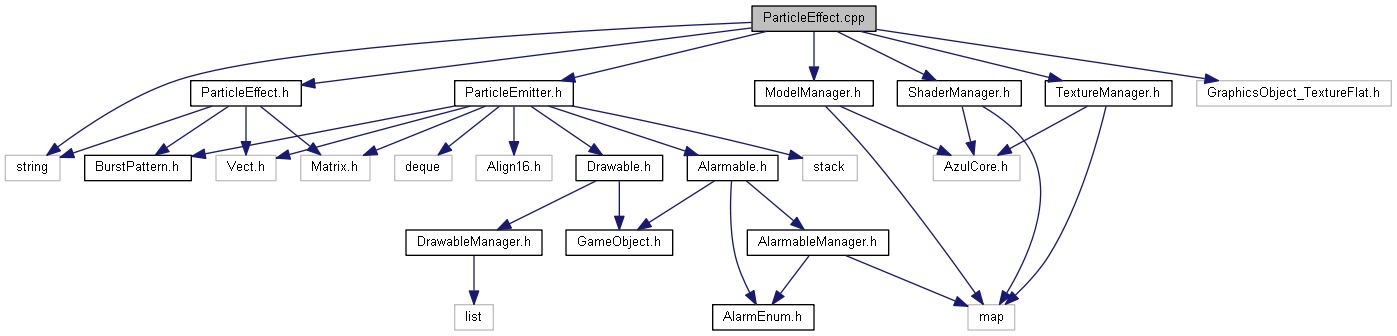 ParticleEffect.cpp
ParticleEffect.h
ParticleEmitter.h
ModelManager.h
ShaderManager.h
TextureManager.h
GraphicsObject_TextureFlat.h
string
BurstPattern.h
Vect.h
Matrix.h
deque
Align16.h
Drawable.h
Alarmable.h
stack
AzulCore.h
DrawableManager.h
GameObject.h
AlarmableManager.h
list
AlarmEnum.h
map